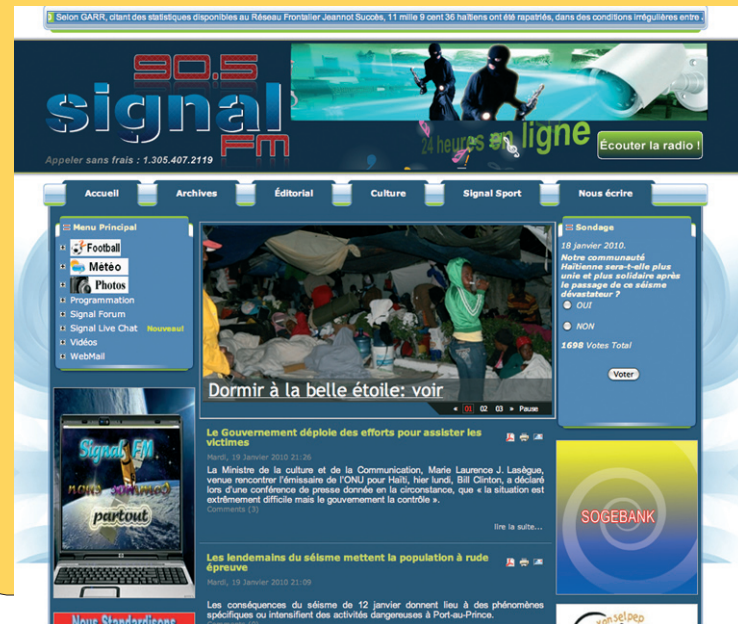 Selon GARR, citant des statistiques disponibles au Réseau Frontalier Jeannot Succès, 11 mille 9 cent 36 haïtiens ont été rapatriés, dans des conditions irrégulières entre
90.5
signal
FM
24 heures en ligne
Écouter la radio !
Appeler sans frais : 1.305.407.2119
Accueil
Archives
Éditorial
Culture
Signal Sport
Nous écrire
Menu Principal
Football
Météo
Photos
Programmation
Signal Forum
Signal Live Chat Nouveau!
Vidéos
WebMail
Signal FM
nous sommes
partout
Nous Standardisons
Dormir à la belle étoile: voir
« 01 02 03 » Pause
Le Gouvernement déploie des efforts pour assister les
victimes
Mardi, 19 Janvier 2010 21:26
La Ministre de la culture et de la Communication, Marie Laurence J. Lasègue,
venue rencontrer l'émissaire de l'ONU pour Haïti, hier lundi, Bill Clinton, a déclaré
lors d'une conférence de presse donnée en la circonstance, que « la situation est
extrêmement difficile mais le gouvernement la contrôle ».
Comments (3)
lire la suite...
Les lendemains du séisme mettent la population à rude
épreuve
Mardi, 19 Janvier 2010 21:09
Les conséquences du séisme de 12 janvier donnent lieu à des phénomènes
spécifiques ou intensifient des activités dangereuses à Port-au-Prince.
Sondage
18 janvier 2010.
Notre communauté
Haïtienne sera-t-elle plus
unie et plus solidaire après
le passage de ce séisme
dévastateur ?
OUI
NON
1698 Votes Total
Voter
SOGEBANK